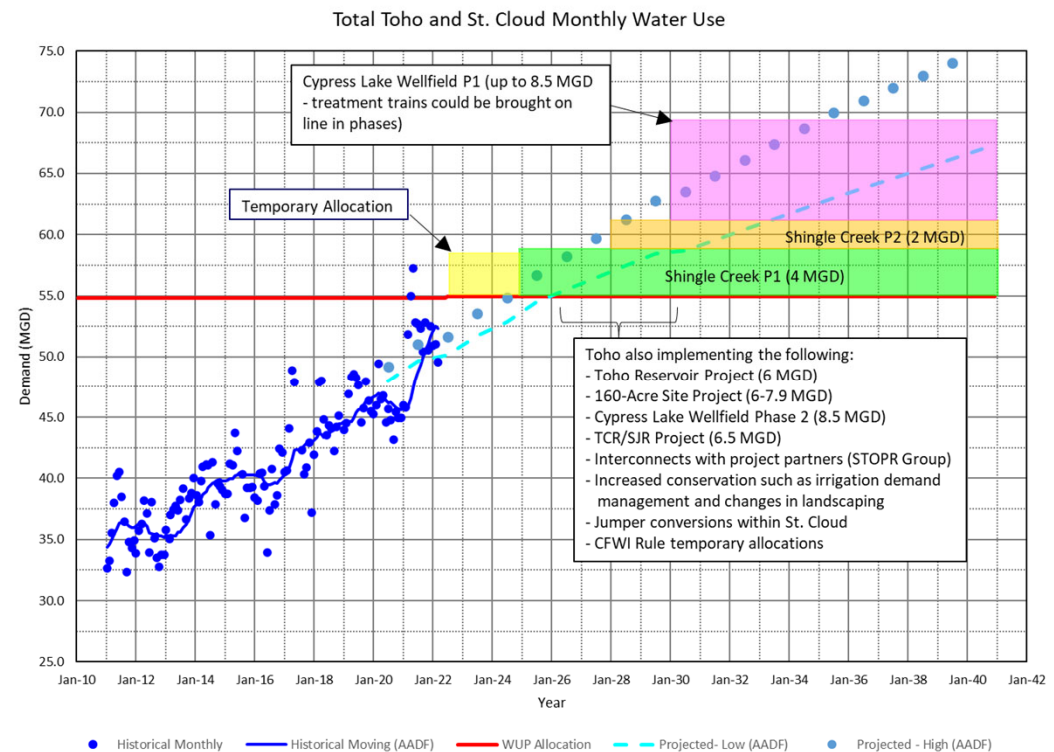 Total Toho and St. Cloud Monthly Water Use
75.0
70.0
65.0
60.0
55.0
50.0
45.0
40.0
35.0
30.0
25.0
Demand (MGD)
Cypress Lake Wellfield P1 (up to 8.5 MGD
- treatment trains could be brought on
line in phases)
Temporary Allocation
Shingle Creek P2 (2 MGD)
Shingle Creek P1 (4 MGD)
Toho also implementing the following:
- Toho Reservoir Project (6 MGD)
- 160-Acre Site Project (6-7.9 MGD)
- Cypress Lake Wellfield Phase 2 (8.5 MGD)
- TCR/SJR Project (6.5 MGD)
- Interconnects with project partners (STOPR Group)
- Increased conservation such as irrigation demand
management and changes in landscaping
- Jumper conversions within St. Cloud
- CFWI Rule temporary allocations
Jan-10 Jan-12 Jan-14 Jan-16 Jan-18 Jan-20 Jan-22 Jan-24 Jan-26 Jan-28 Jan-30 Jan-32 Jan-34 Jan-36 Jan-38 Jan-40 Jan-42
Year
Historical Monthly Historical Moving (AADF) WUP Allocation Projected- Low (AADF) Projected - High (AADF)